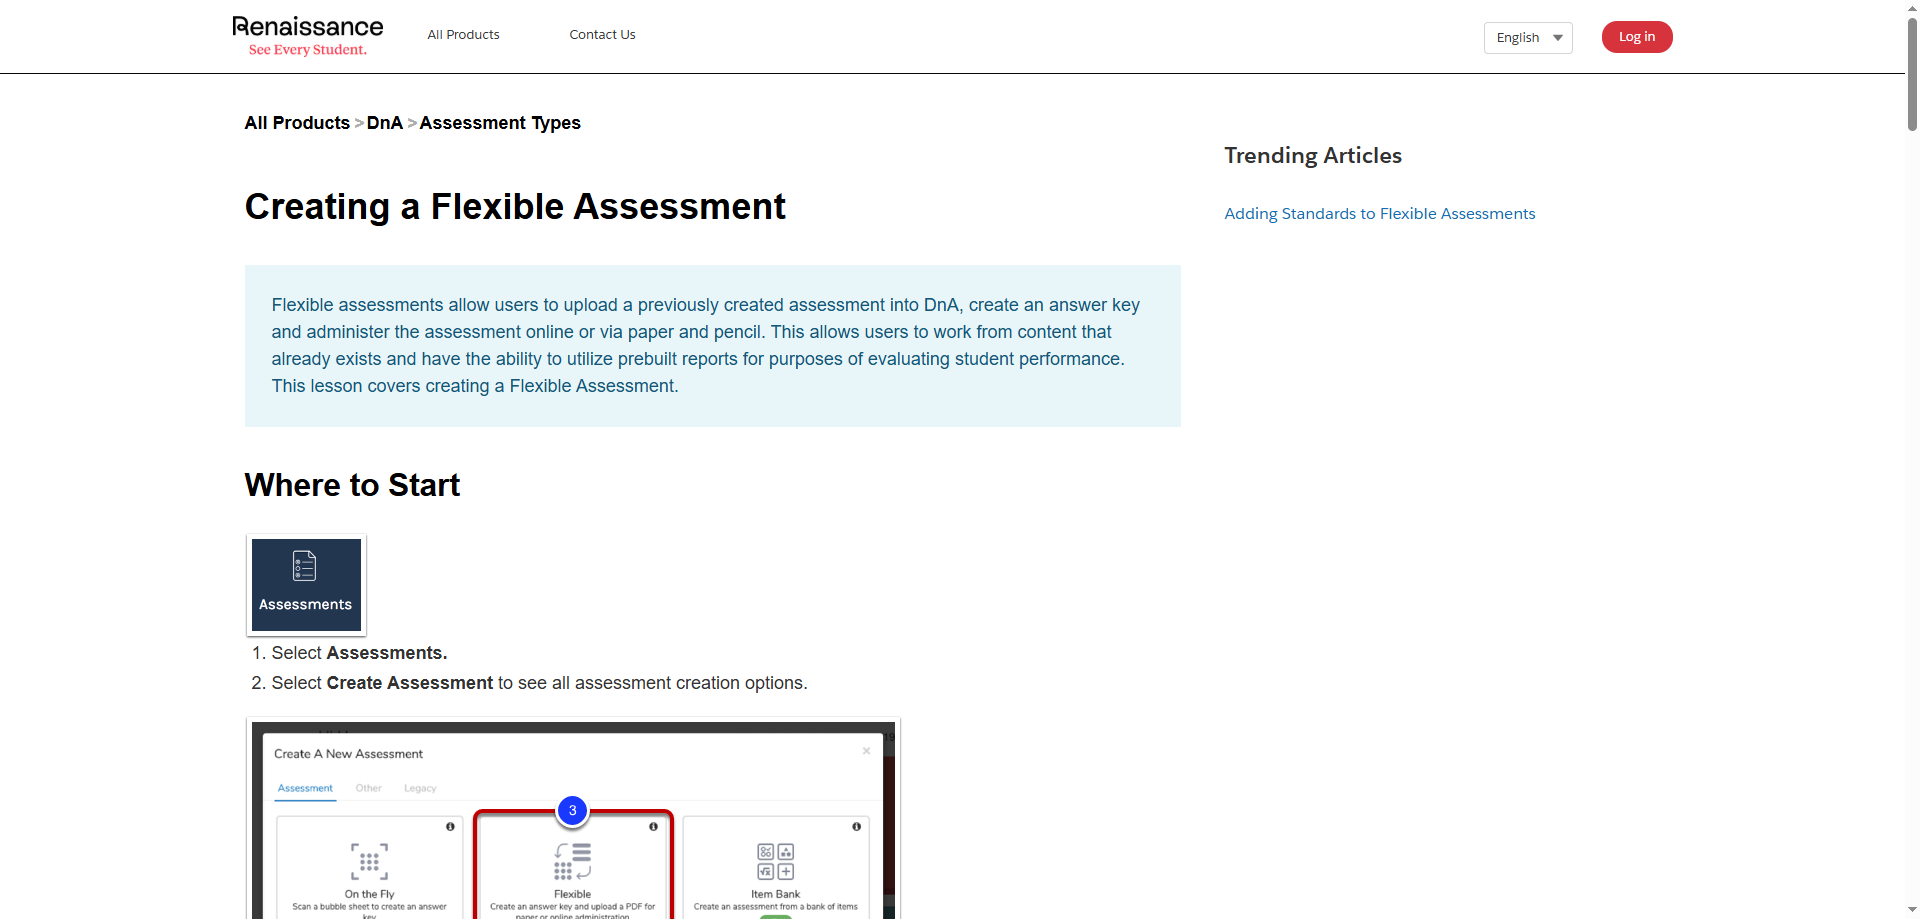 Renaissance
See Every Student.
All Products
Contact Us
English
Log in
All Products > DnA > Assessment Types
Trending Articles
Creating a Flexible Assessment
Adding Standards to Flexible Assessments
Flexible assessments allow users to upload a previously created assessment into DnA, create an answer key
and administer the assessment online or via paper and pencil. This allows users to work from content that
already exists and have the ability to utilize prebuilt reports for purposes of evaluating student performance.
This lesson covers creating a Flexible Assessment.
Where to Start
Assessments
1. Select Assessments.
2. Select Create Assessment to see all assessment creation options.
Create A New Assessment
×
Assessment
Other
Legacy
3
On the Fly
Scan a bubble sheet to create an answer
key
Flexible
Create an answer key and upload a PDF for
paper or online administration
Item Bank
Create an assessment from a bank of items